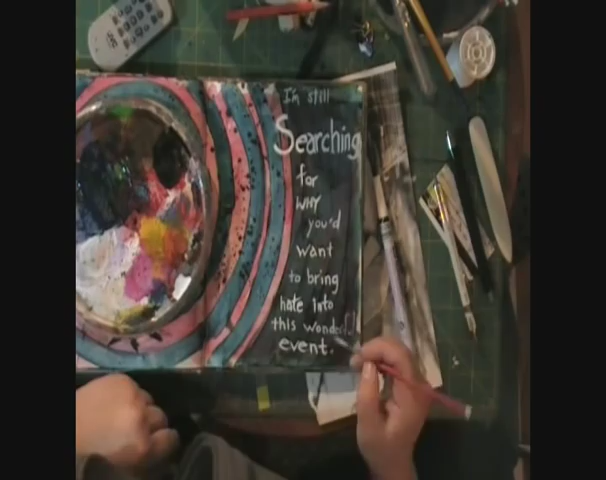 I'm still
Searching
for
WHY
you'd
want
to bring
hate into
this wonderful
event.